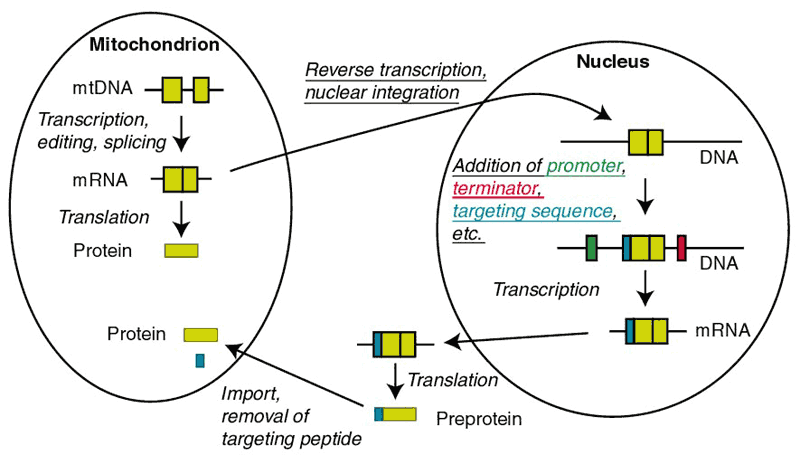 Mitochondrion
mtDNA
Transcription,
editing, splicing
mRNA
Translation
Protein
Protein
Import,
removal of
targeting peptide
Reverse transcription,
nuclear integration
Nucleus
DNA
Addition of promoter,
terminator,
targeting sequence,
etc.
DNA
Transcription
mRNA
Translation
Preprotein